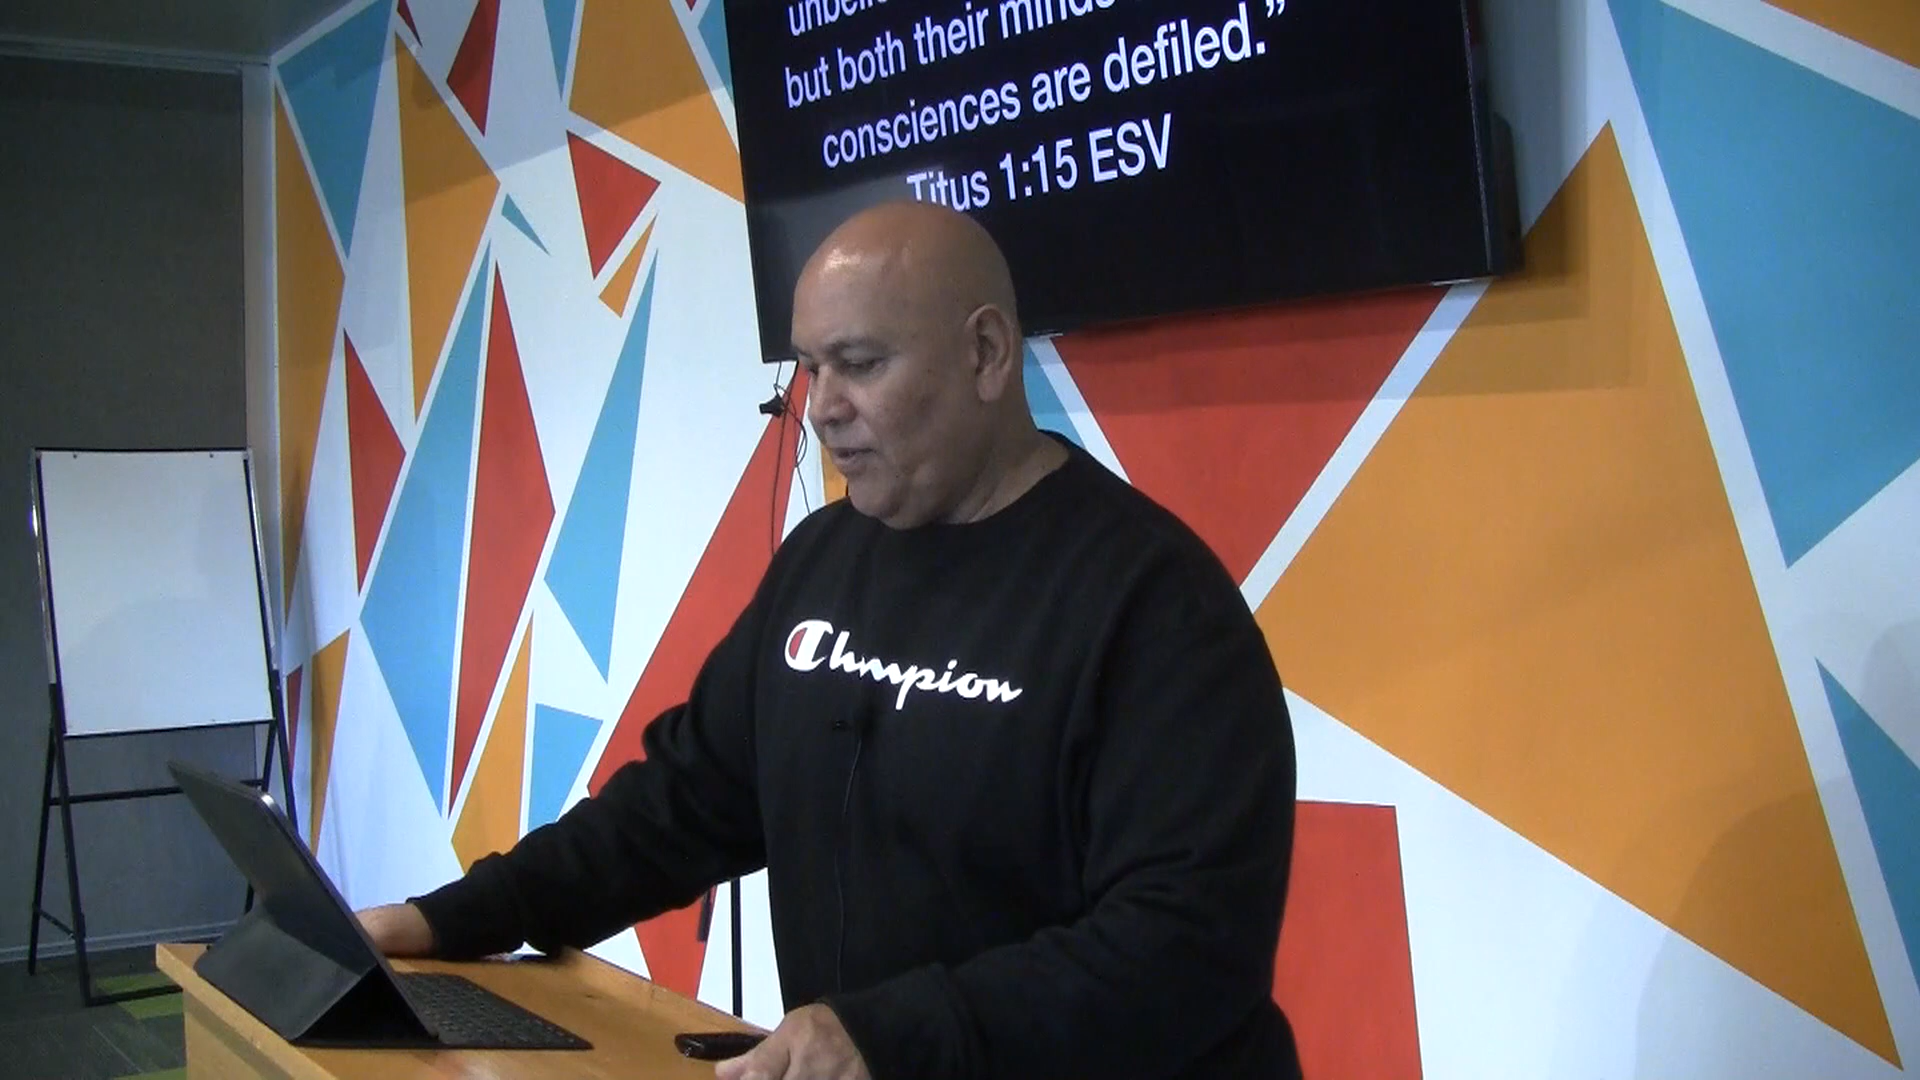 but both their minds
consciences are defiled.”
Titus 1:15 ESV
Champion